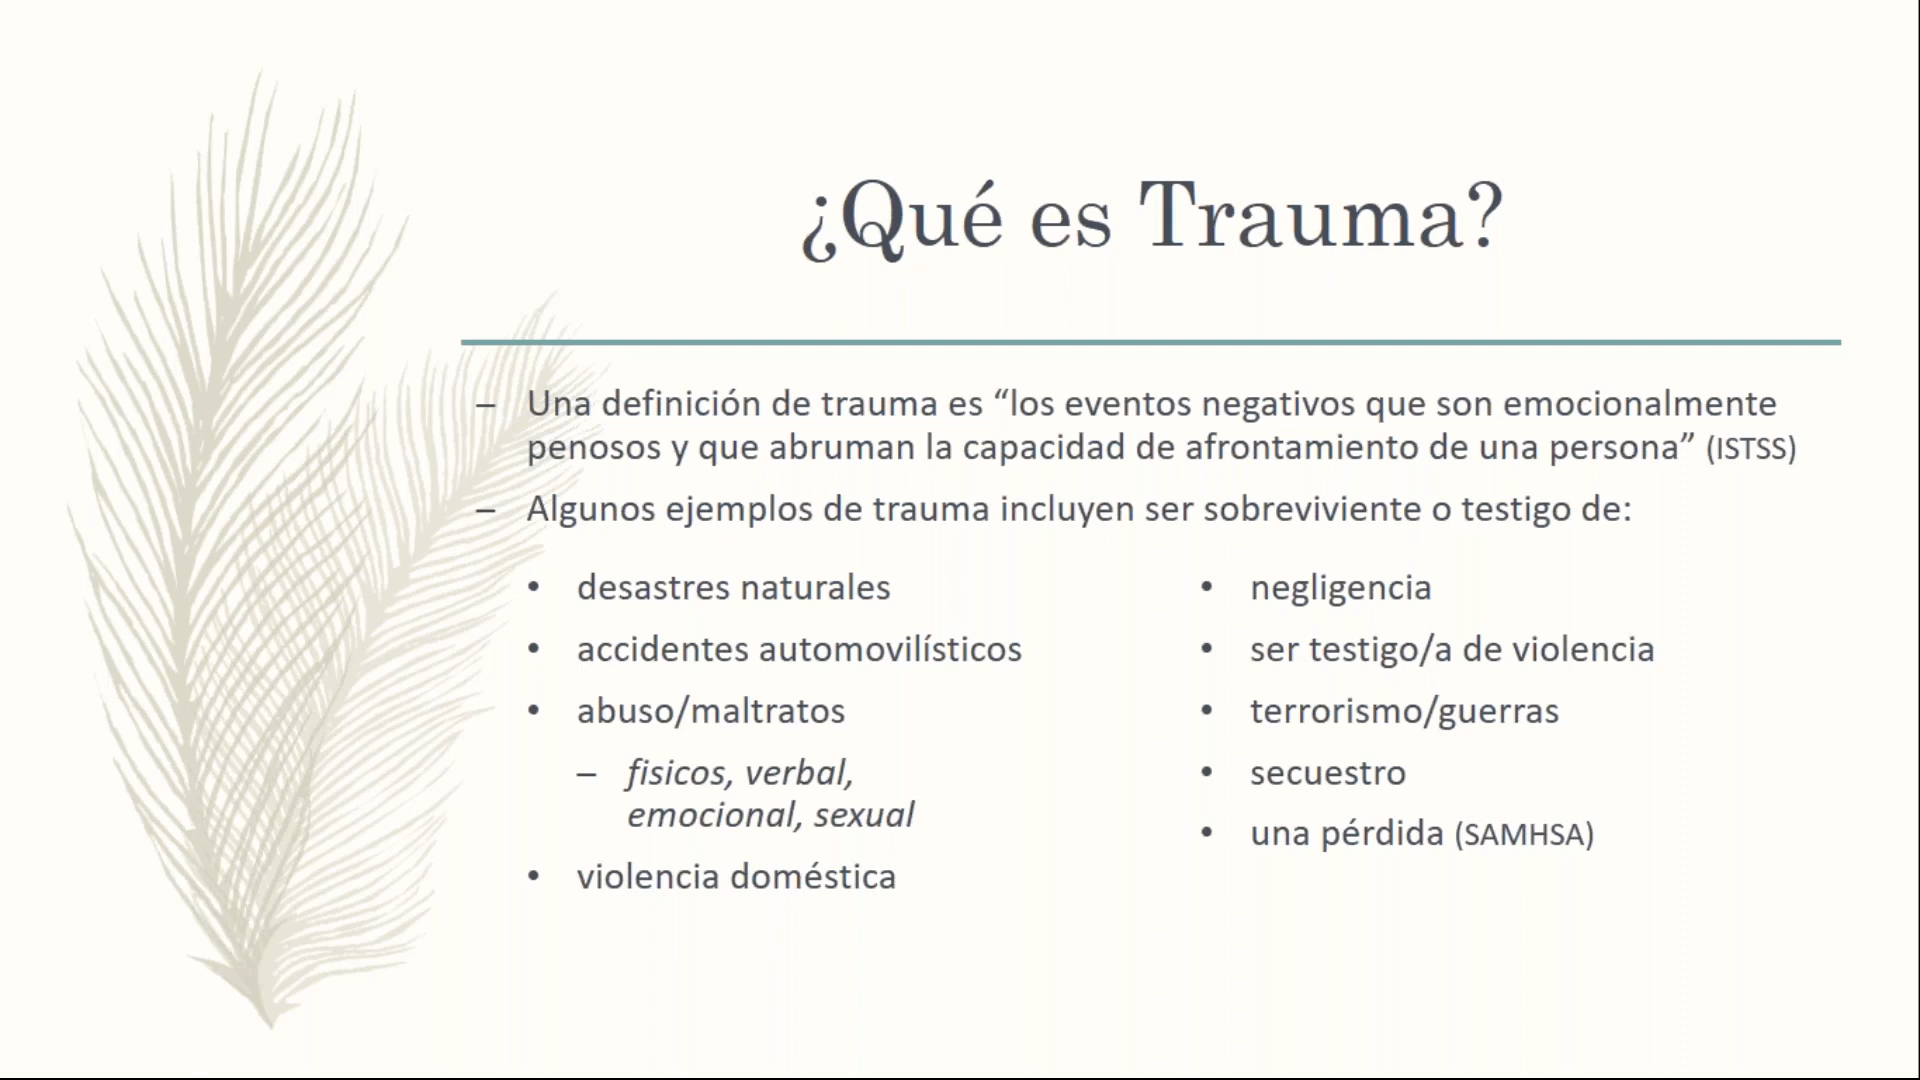 ¿Qué es Trauma?
– Una definición de trauma es “los eventos negativos que son emocionalmente
penosos y que abruman la capacidad de afrontamiento de una persona” (ISTSS)
– Algunos ejemplos de trauma incluyen ser sobreviviente o testigo de:
• desastres naturales
• accidentes automovilísticos
• abuso/maltratos
– fisicos, verbal,
emocional, sexual
• violencia doméstica
• negligencia
• ser testigo/a de violencia
• terrorismo/guerras
• secuestro
• una pérdida (SAMHSA)